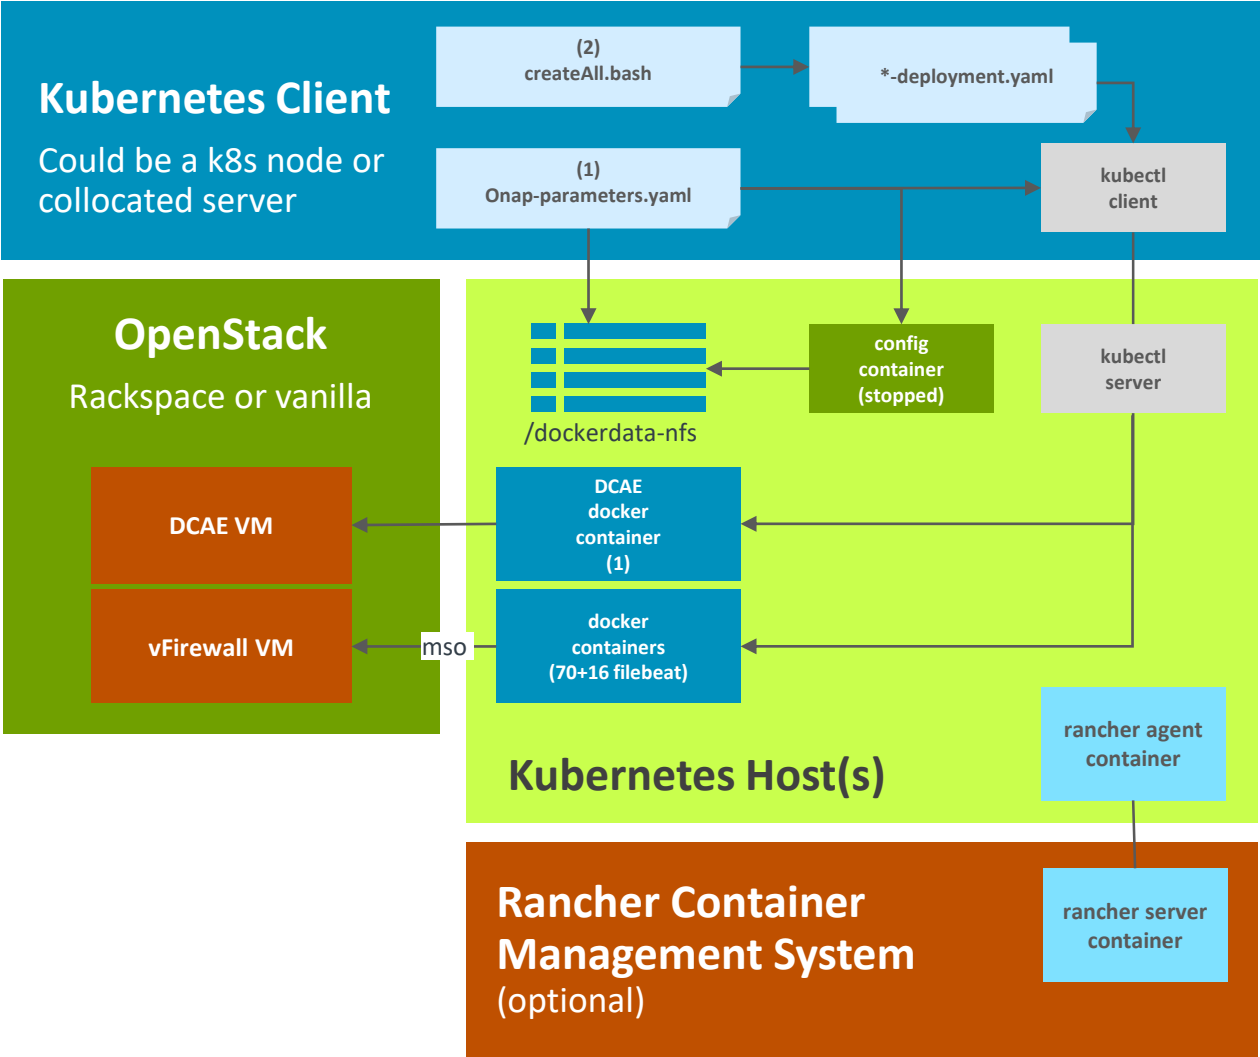 Kubernetes Client
Could be a k8s node or
collocated server
(2)
createAll.bash
*-deployment.yaml
(1)
Onap-parameters.yaml
kubectl
client
OpenStack
Rackspace or vanilla
/dockerdata-nfs
config
container
(stopped)
kubectl
server
DCAE VM
DCAE
docker
container
(1)
vFirewall VM
mso
docker
containers
(70+16 filebeat)
rancher agent
container
Kubernetes Host(s)
Rancher Container
Management System
(optional)
rancher server
container